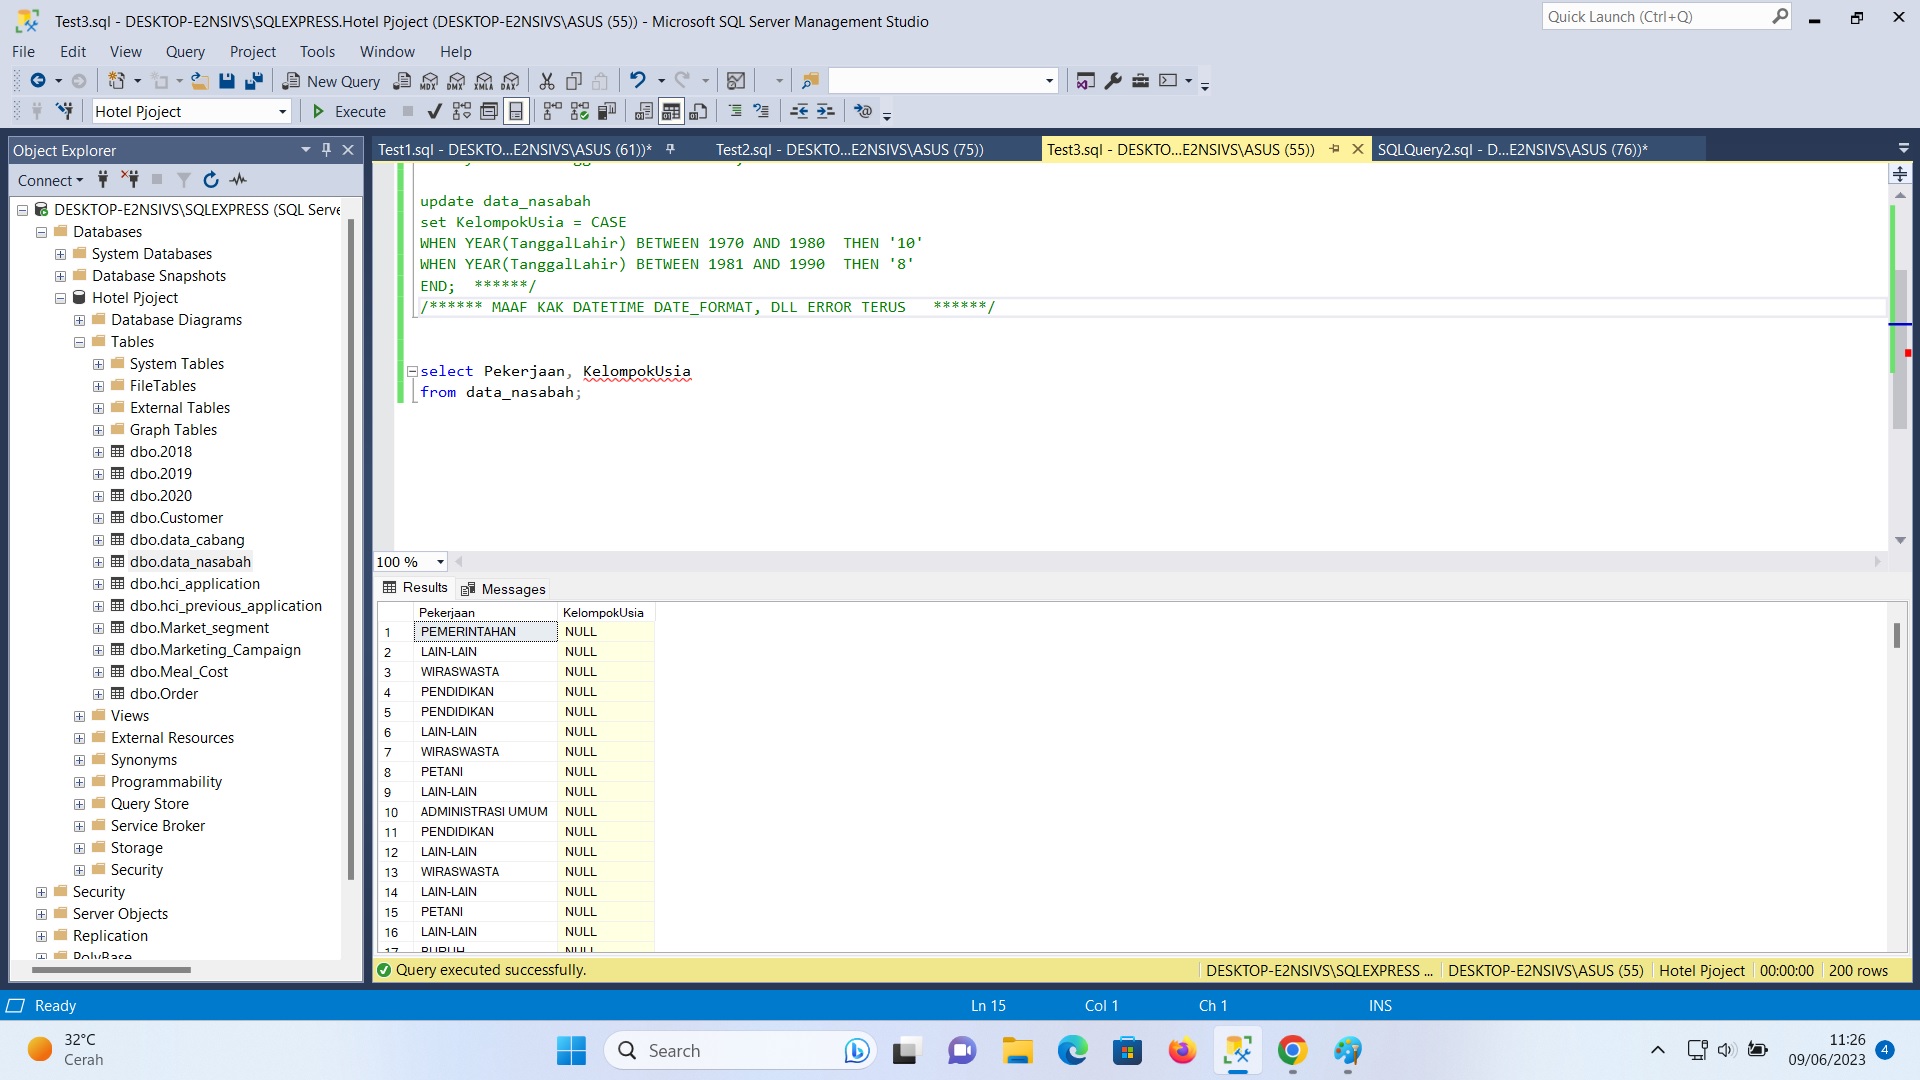 Test3.sql - DESKTOP-E2NSIVS\SQLEXPRESS.Hotel Pjoject (DESKTOP-E2NSIVS\ASUS (55)) - Microsoft SQL Server Management Studio
Quick Launch (Ctrl+Q)
File Edit View Query Project Tools Window Help
New Query
MDX DMX XMLA DAX
Hotel Pjoject
Execute
Object Explorer
Test1.sql - DESKTO...E2NSIVS\ASUS (61))*
Test2.sql - DESKTO...E2NSIVS\ASUS (75))
Test3.sql - DESKTO...E2NSIVS\ASUS (55))
SQLQuery2.sql - D...E2NSIVS\ASUS (76))*
Connect
DESKTOP-E2NSIVS\SQLEXPRESS (SQL Serve
Databases
System Databases
Database Snapshots
Hotel Pjoject
Database Diagrams
Tables
System Tables
FileTables
External Tables
Graph Tables
dbo.2018
dbo.2019
dbo.2020
dbo.Customer
dbo.data_cabang
dbo.data_nasabah
dbo.hci_application
dbo.hci_previous_application
dbo.Market_segment
dbo.Marketing_Campaign
dbo.Meal_Cost
dbo.Order
Views
External Resources
Synonyms
Programmability
Query Store
Service Broker
Storage
Security
Security
Server Objects
Replication
PolyBase
update data_nasabah
set KelompokUsia = CASE
WHEN YEAR(TanggalLahir) BETWEEN 1970 AND 1980  THEN '10'
WHEN YEAR(TanggalLahir) BETWEEN 1981 AND 1990  THEN '8'
END;  ******/
/****** MAAF KAK DATETIME DATE_FORMAT, DLL ERROR TERUS   ******/
select Pekerjaan, KelompokUsia
from data_nasabah;
100 %
Results Messages
Pekerjaan KelompokUsia
1 PEMERINTAHAN NULL
2 LAIN-LAIN NULL
3 WIRASWASTA NULL
4 PENDIDIKAN NULL
5 PENDIDIKAN NULL
6 LAIN-LAIN NULL
7 WIRASWASTA NULL
8 PETANI NULL
9 LAIN-LAIN NULL
10 ADMINISTRASI UMUM NULL
11 PENDIDIKAN NULL
12 LAIN-LAIN NULL
13 WIRASWASTA NULL
14 LAIN-LAIN NULL
15 PETANI NULL
16 LAIN-LAIN NULL
17 BURUH NULL
Query executed successfully.
DESKTOP-E2NSIVS\SQLEXPRESS ... DESKTOP-E2NSIVS\ASUS (55) Hotel Pjoject 00:00:00 200 rows
Ready Ln 15 Col 1 Ch 1 INS
32°C
Cerah
Search
11:26
09/06/2023
4